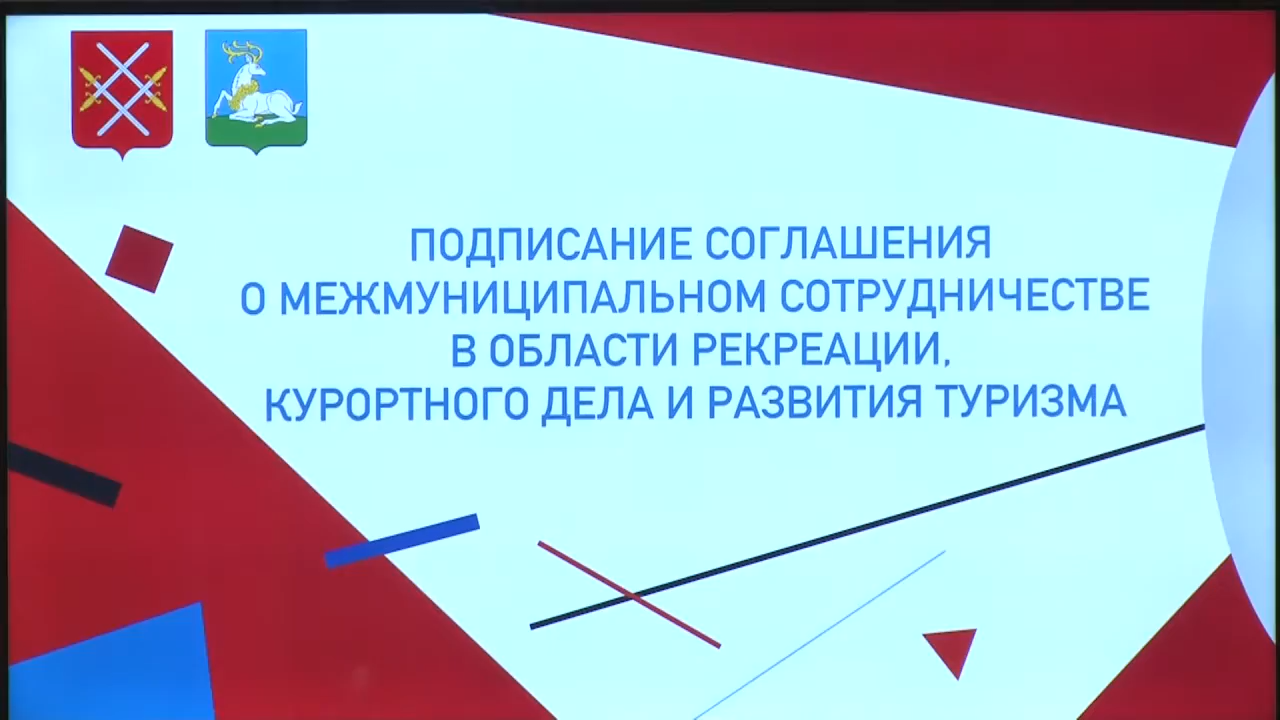 ПОДПИСАНИЕ СОГЛАШЕНИЯ
О МЕЖМУНИЦИПАЛЬНОМ СОТРУДНИЧЕСТВЕ
В ОБЛАСТИ РЕКРЕАЦИИ,
КУРОРТНОГО ДЕЛА И РАЗВИТИЯ ТУРИЗМА